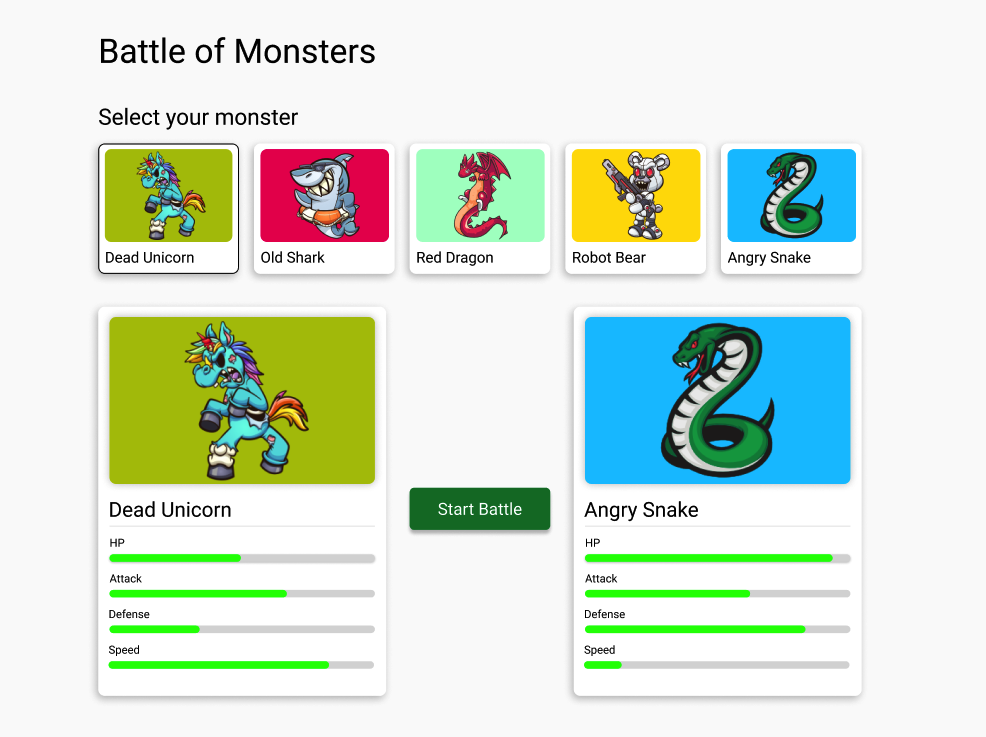 Battle of Monsters
Select your monster
Dead Unicorn
Old Shark
Red Dragon
Robot Bear
Angry Snake
Dead Unicorn
HP
Attack
Defense
Speed
Start Battle
Angry Snake
HP
Attack
Defense
Speed